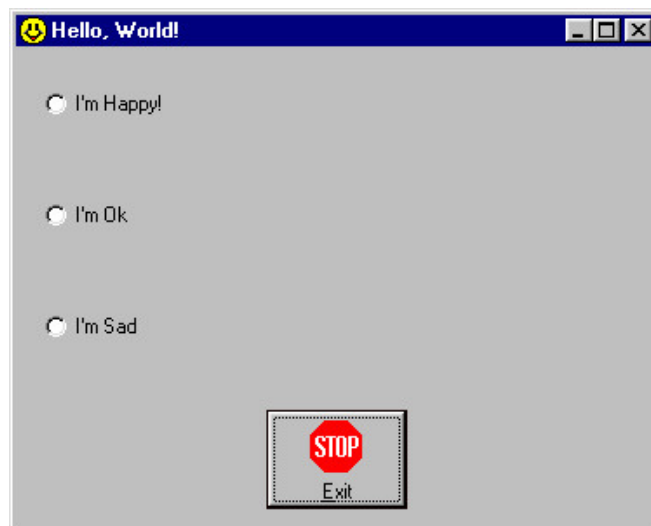 Hello, World!
I'm Happy!
I'm Ok
I'm Sad
STOP
Exit